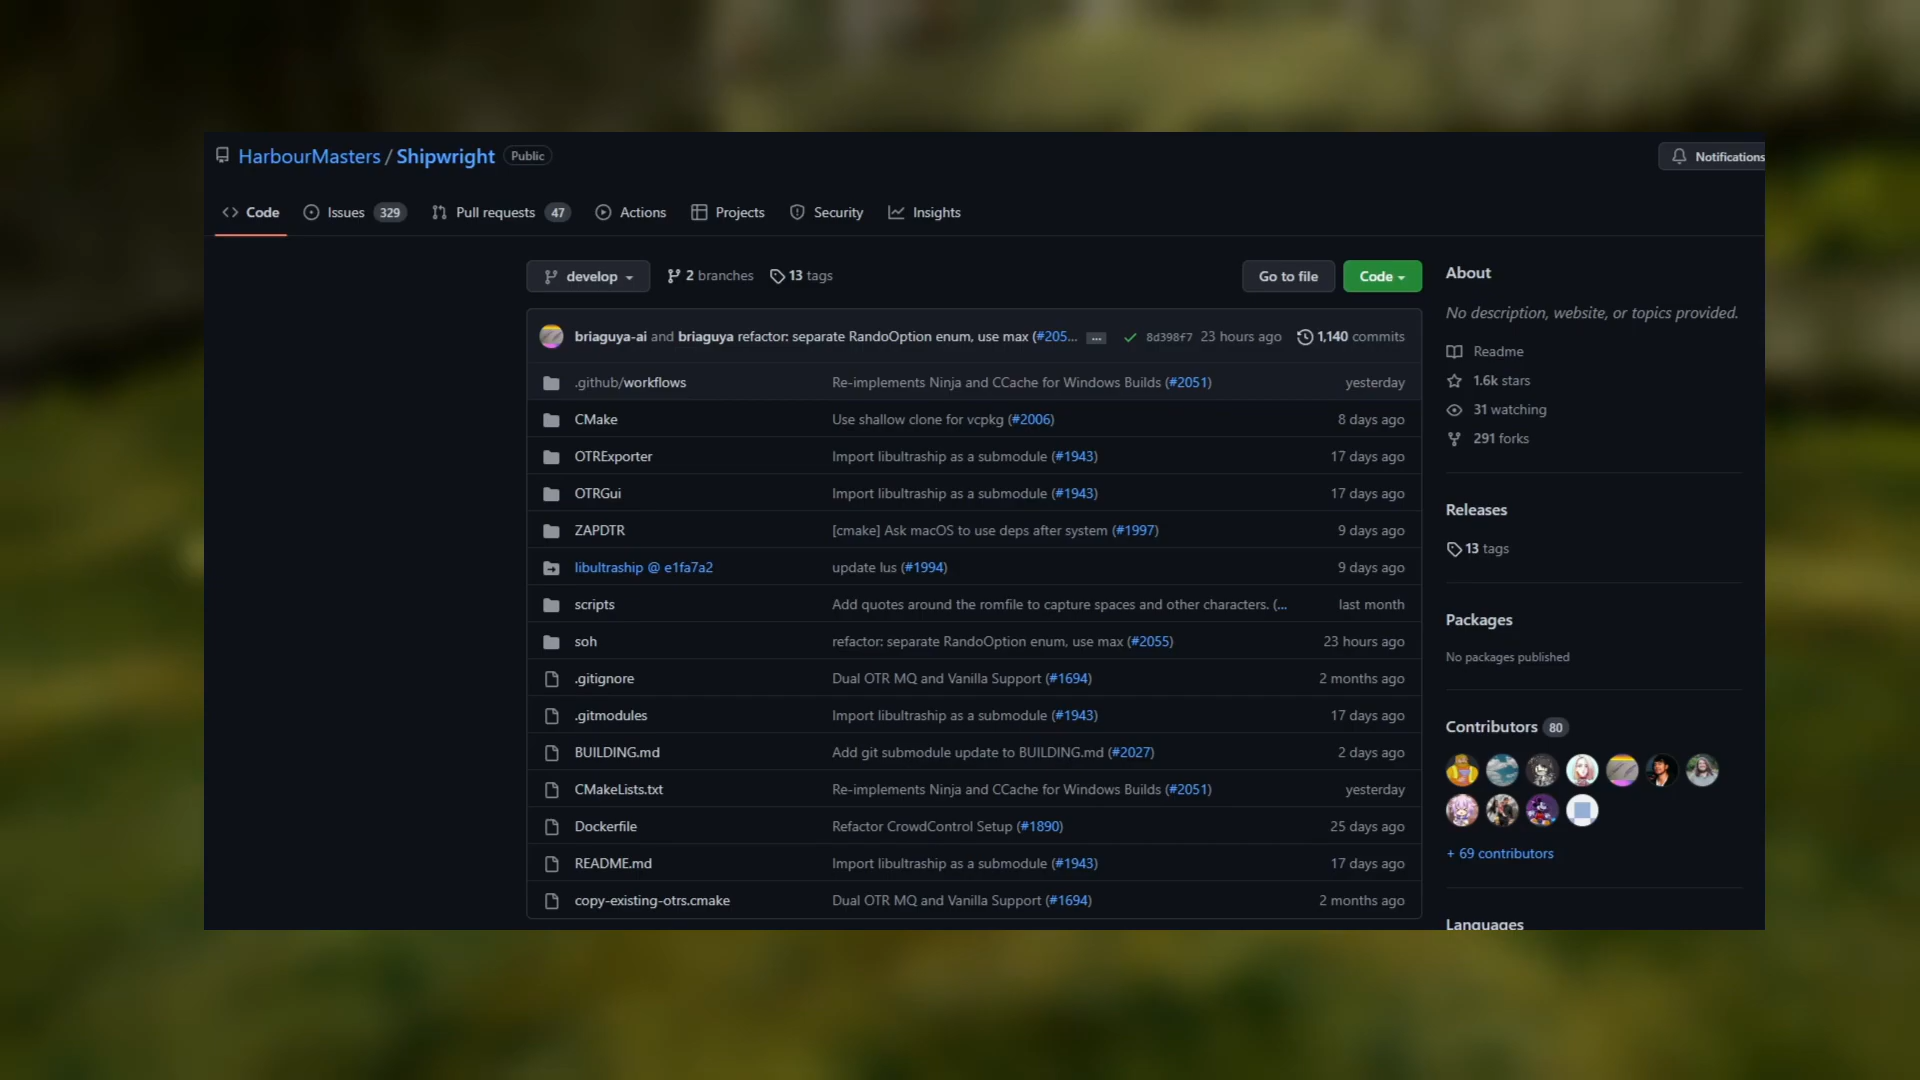 HarbourMasters / Shipwright Public
Notifications
Code
Issues 329
Pull requests 47
Actions
Projects
Security
Insights
develop
2 branches
13 tags
Go to file
Code
briaguya-ai and briaguya refactor: separate RandoOption enum, use max (#205... ... 8d398f7 23 hours ago 1,140 commits
.github/workflows Re-implements Ninja and CCache for Windows Builds (#2051) yesterday
CMake Use shallow clone for vcpkg (#2006) 8 days ago
OTRExporter Import libultraship as a submodule (#1943) 17 days ago
OTRGui Import libultraship as a submodule (#1943) 17 days ago
ZAPDTR [cmake] Ask macOS to use deps after system (#1997) 9 days ago
libultraship @ e1fa7a2 update lus (#1994) 9 days ago
scripts Add quotes around the romfile to capture spaces and other characters. (... last month
soh refactor: separate RandoOption enum, use max (#2055) 23 hours ago
.gitignore Dual OTR MQ and Vanilla Support (#1694) 2 months ago
.gitmodules Import libultraship as a submodule (#1943) 17 days ago
BUILDING.md Add git submodule update to BUILDING.md (#2027) 2 days ago
CMakeLists.txt Re-implements Ninja and CCache for Windows Builds (#2051) yesterday
Dockerfile Refactor CrowdControl Setup (#1890) 25 days ago
README.md Import libultraship as a submodule (#1943) 17 days ago
copy-existing-otrs.cmake Dual OTR MQ and Vanilla Support (#1694) 2 months ago
About
No description, website, or topics provided.
Readme
1.6k stars
31 watching
291 forks
Releases
13 tags
Packages
No packages published
Contributors 80
+ 69 contributors
Languages